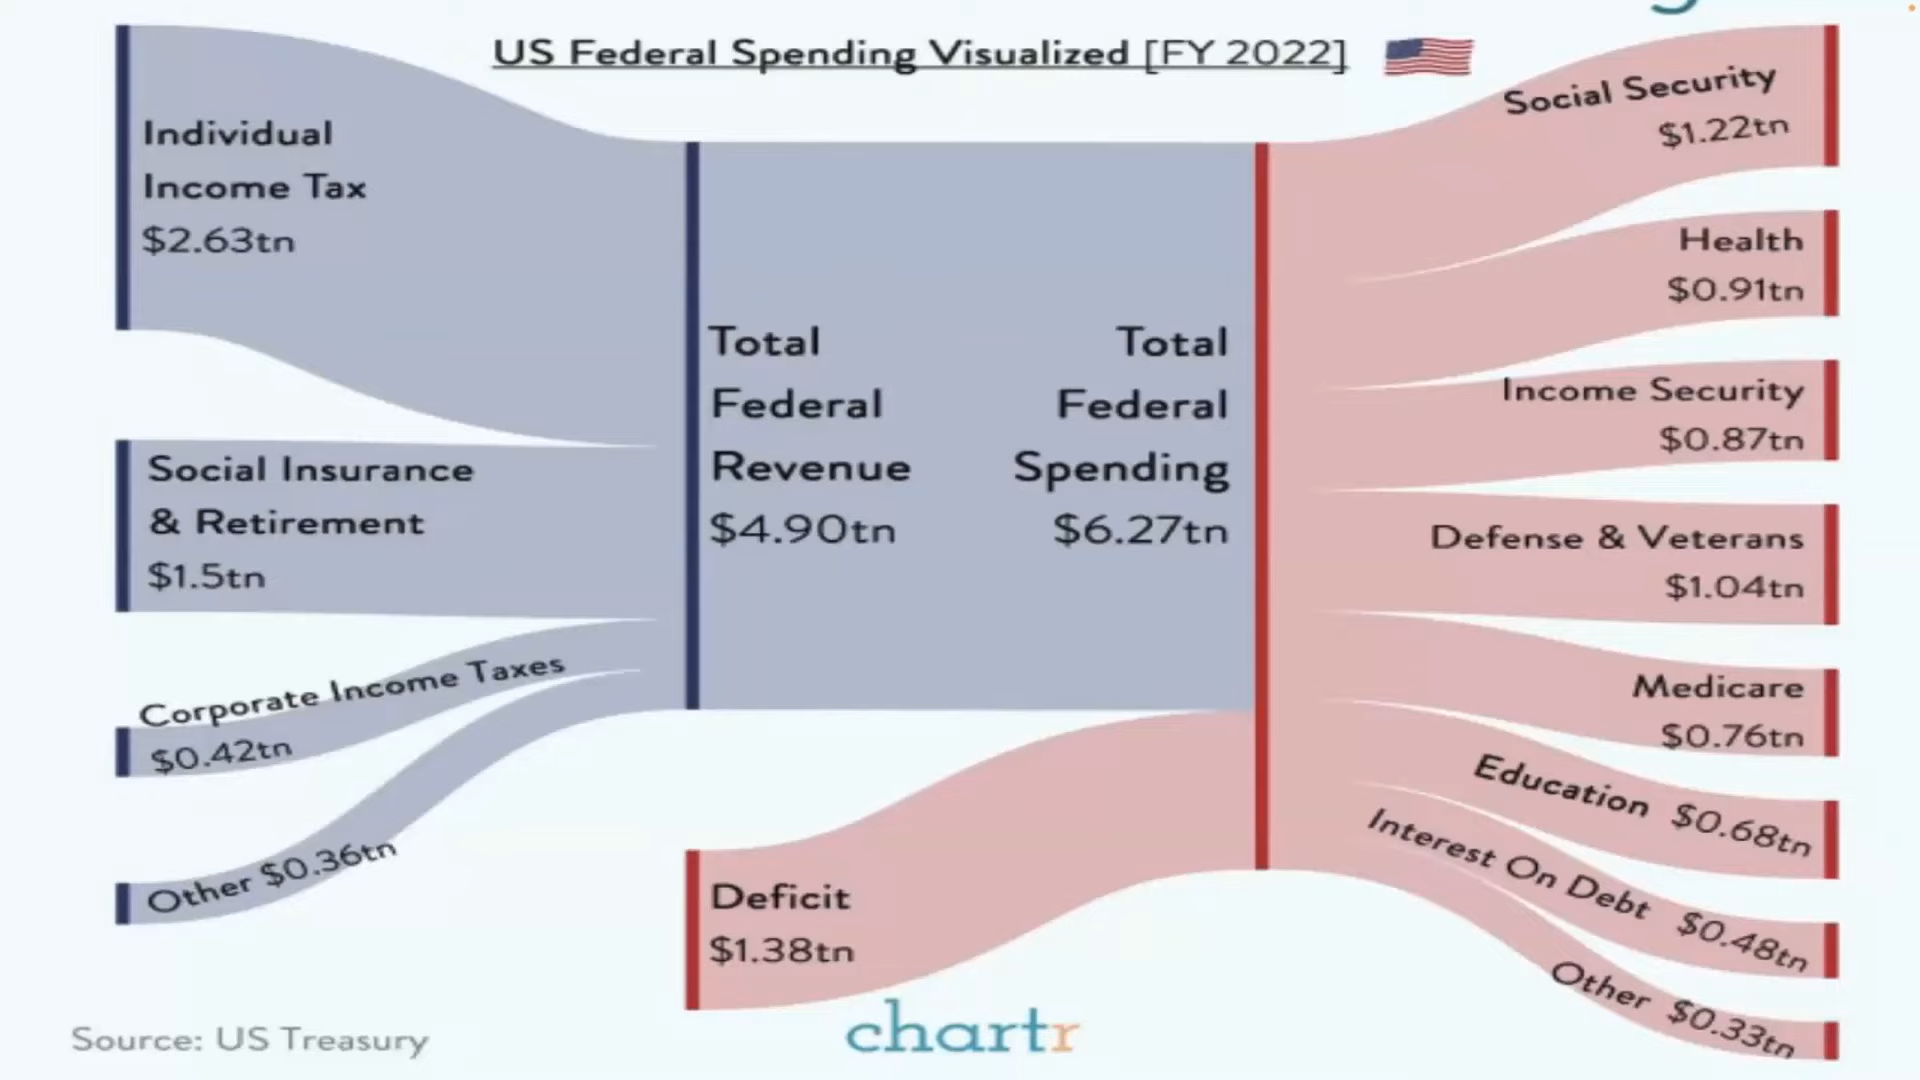 US Federal Spending Visualized [FY 2022]
Individual
Income Tax
$2.63tn
Social Insurance
& Retirement
$1.5tn
Corporate Income Taxes
$0.42tn
Other $0.36tn
Total
Federal
Revenue
$4.90tn
Total
Federal
Spending
$6.27tn
Deficit
$1.38tn
Social Security
$1.22tn
Health
$0.91tn
Income Security
$0.87tn
Defense & Veterans
$1.04tn
Medicare
$0.76tn
Education $0.68tn
Interest On Debt $0.48tn
Other $0.33tn
Source: US Treasury
chartr